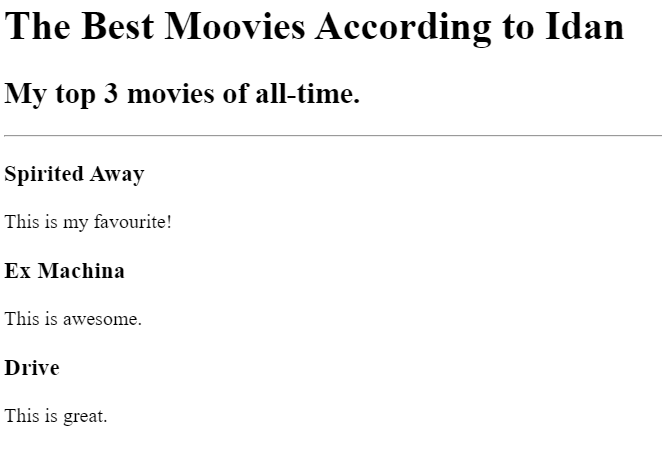 The Best Moovies According to Idan
My top 3 movies of all-time.
Spirited Away
This is my favourite!
Ex Machina
This is awesome.
Drive
This is great.